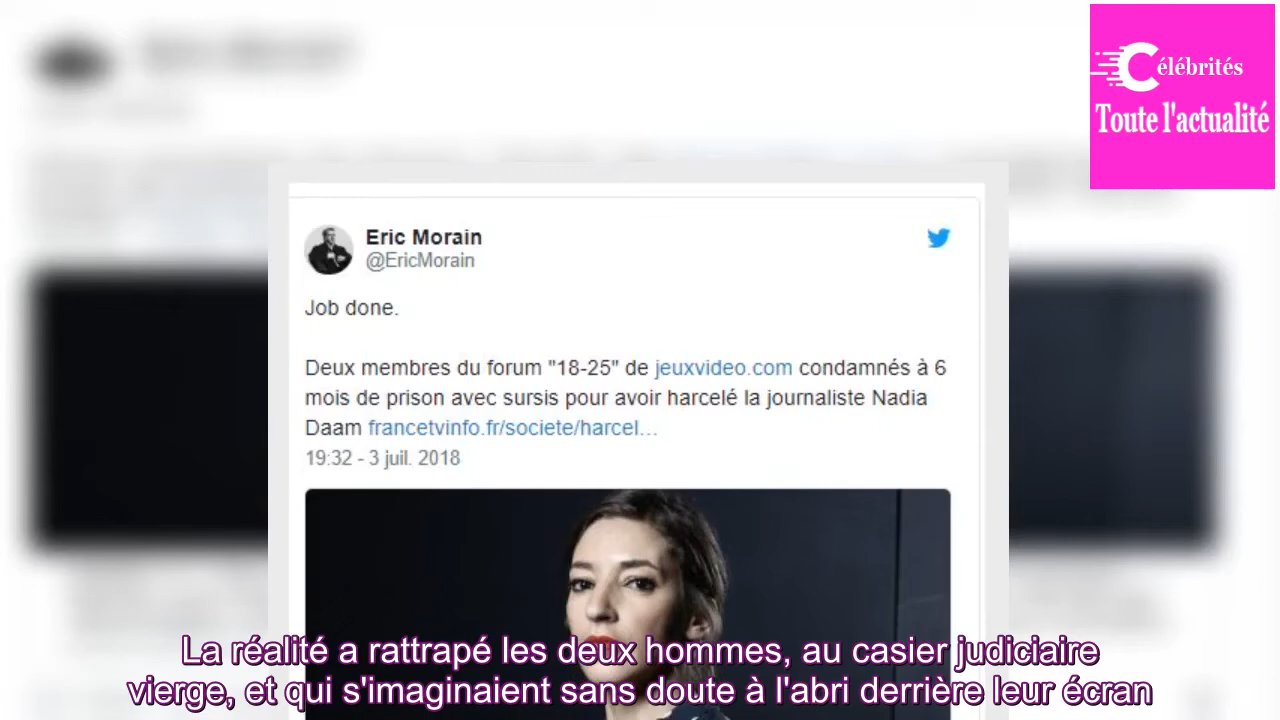 Célébrités
Toute l'actualité
Eric Morain
@EricMorain
Job done.
Deux membres du forum "18-25" de jeuxvideo.com condamnés à 6
mois de prison avec sursis pour avoir harcelé la journaliste Nadia
Daam francetvinfo.fr/societe/harcel...
19:32 - 3 juil. 2018
La réalité a rattrapé les deux hommes, au casier judiciaire
vierge, et qui s'imaginaient sans doute à l'abri derrière leur écran